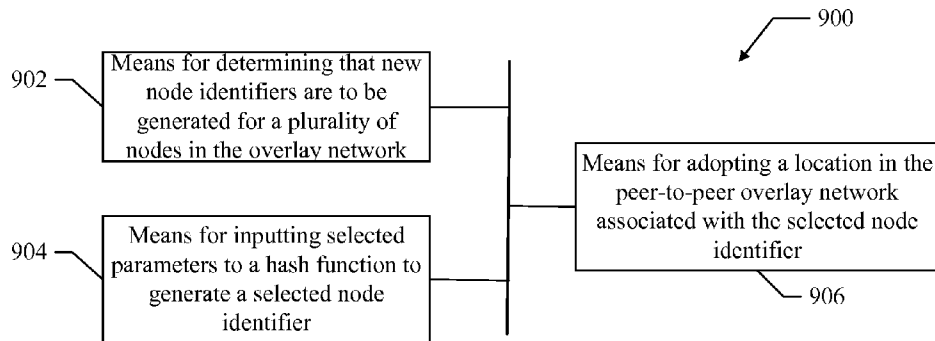 900
902
Means for determining that new
node identifiers are to be
generated for a plurality of
nodes in the overlay network
904
Means for inputting selected
parameters to a hash function to
generate a selected node
identifier
Means for adopting a location in the
peer-to-peer overlay network
associated with the selected node
identifier
906